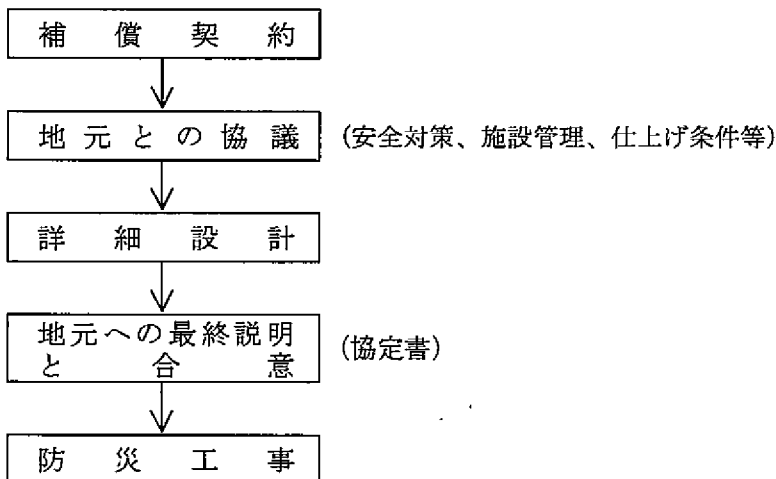 補償契約
地元との協議 (安全対策、施設管理、仕上げ条件等)
詳細設計
地元への最終説明 (協定書)
と合意
防災工事